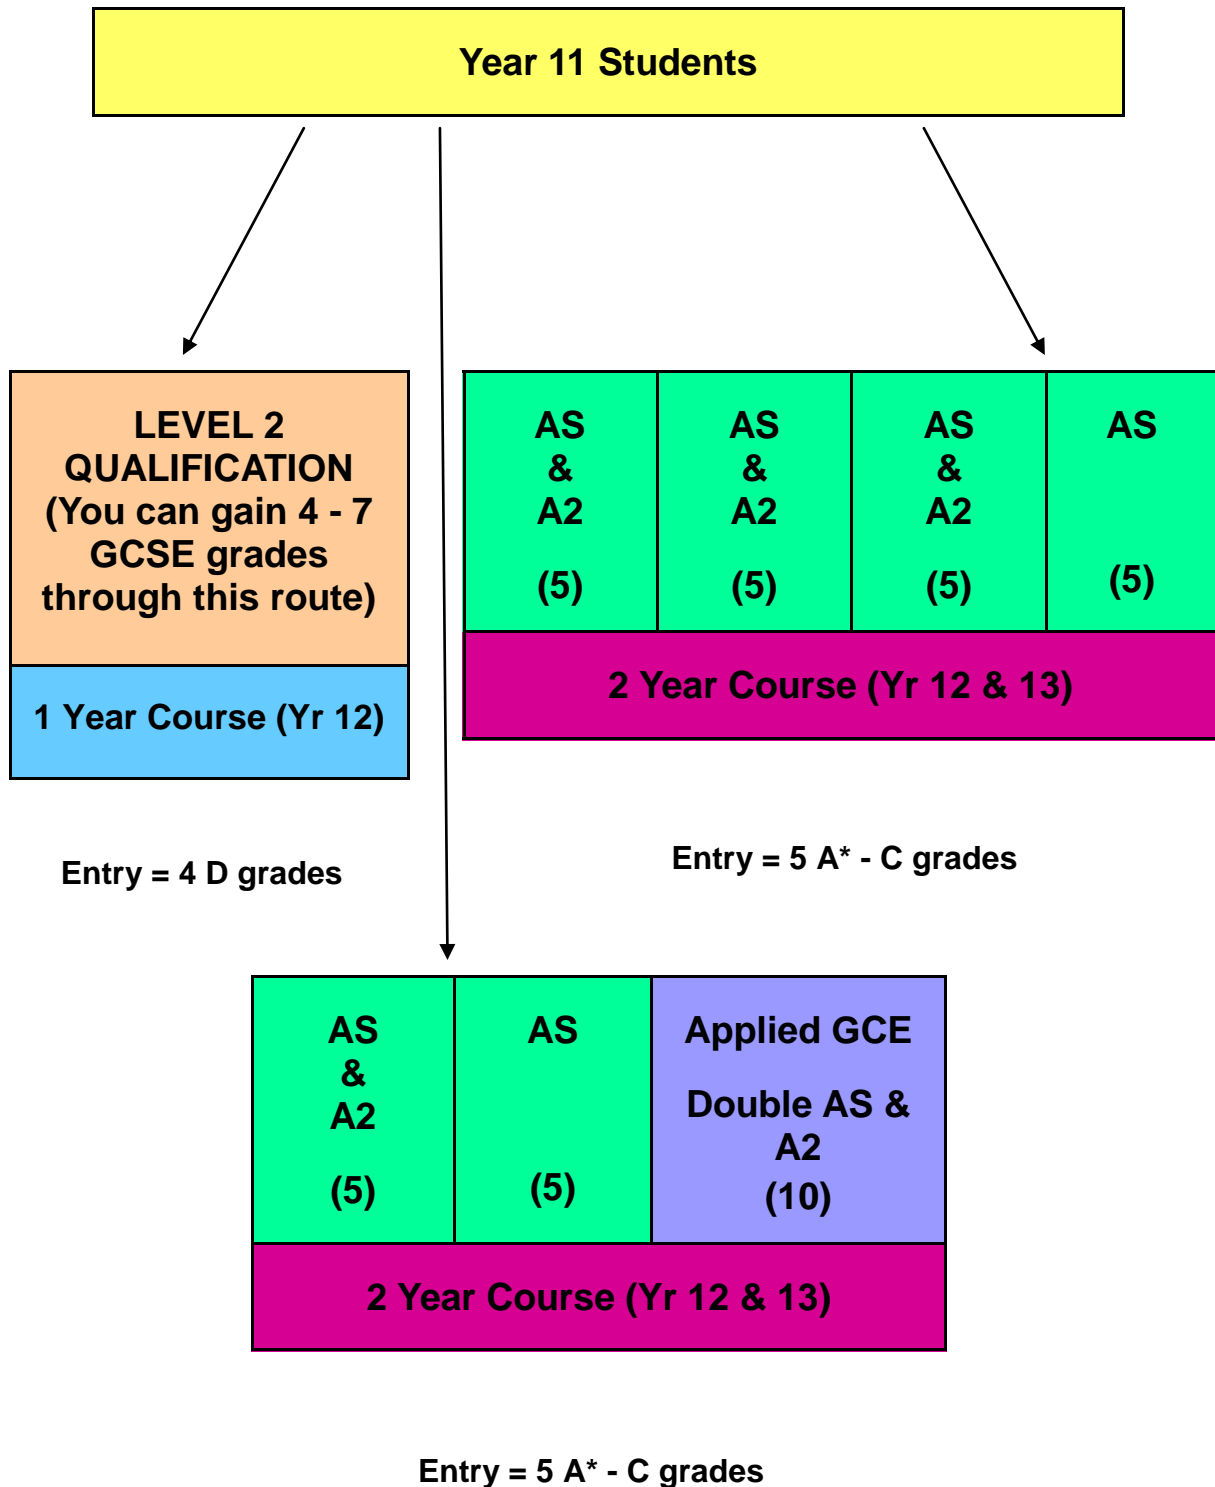 Year 11 Students
LEVEL 2
QUALIFICATION
(You can gain 4 - 7
GCSE grades
through this route)
1 Year Course (Yr 12)
Entry = 4 D grades
AS
&
A2
(5)
AS
&
A2
(5)
AS
&
A2
(5)
AS
(5)
2 Year Course (Yr 12 & 13)
Entry = 5 A* - C grades
AS
&
A2
(5)
AS
(5)
Applied GCE
Double AS &
A2
(10)
2 Year Course (Yr 12 & 13)
Entry = 5 A* - C grades